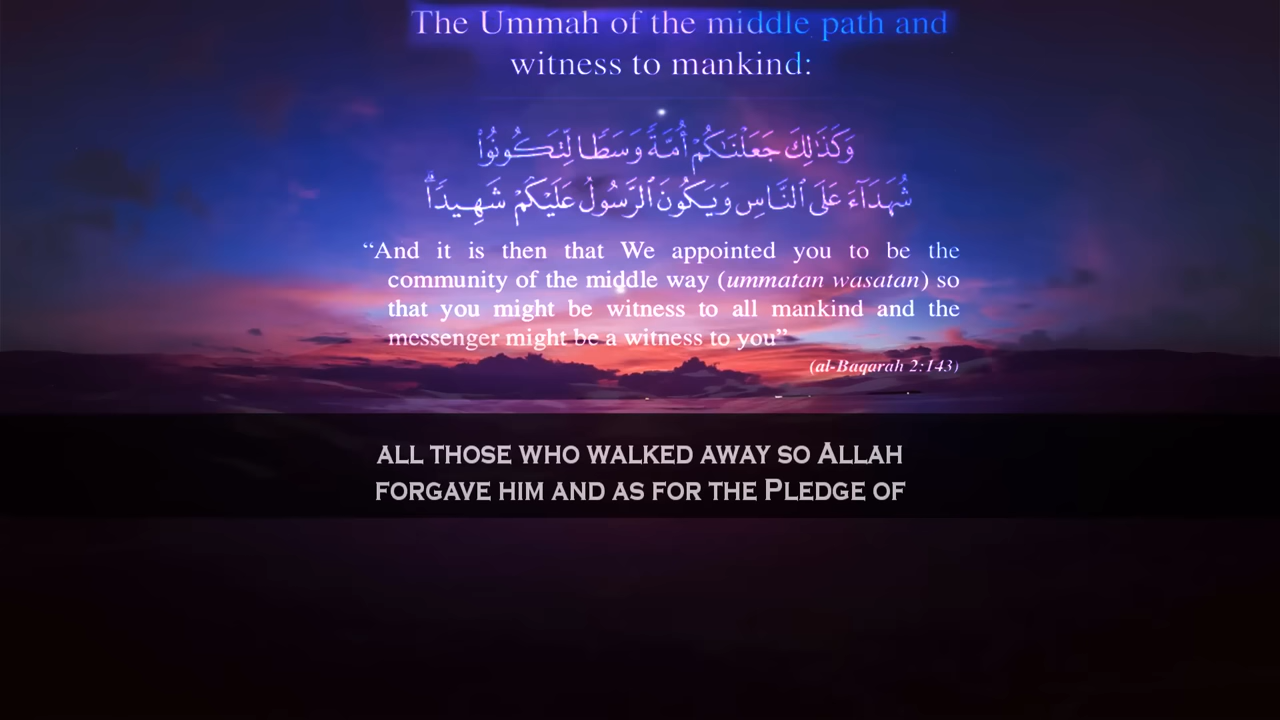 The Ummah of the middle path and
witness to mankind:
وَكَذَٰلِكَ جَعَلْنَـٰكُمْ أُمَّةً وَسَطًا لِّتَكُونُوا۟
شُهَدَآءَ عَلَى ٱلنَّاسِ وَيَكُونَ ٱلرَّسُولُ عَلَيْكُمْ شَهِيدًا ۗ
“And it is then that We appointed you to be the
community of the middle way (ummatan wasatan) so
that you might be witness to all mankind and the
messenger might be a witness to you”
(al-Baqarah 2:143)
ALL THOSE WHO WALKED AWAY SO ALLAH
FORGAVE HIM AND AS FOR THE PLEDGE OF